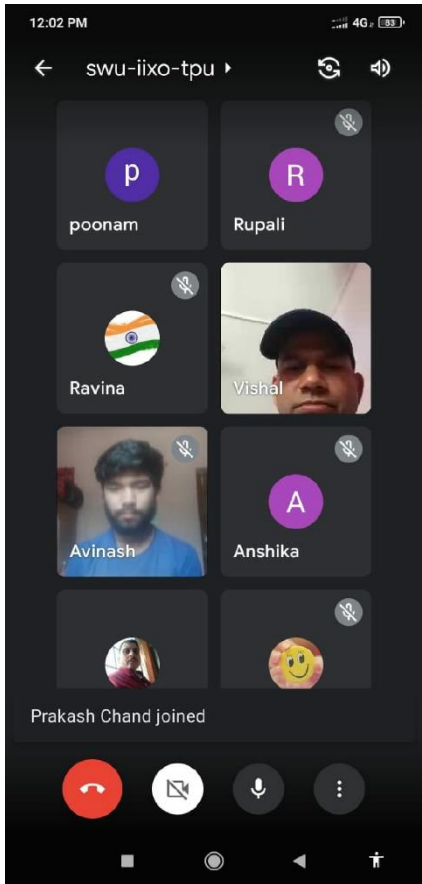 12:02 PM 4G 83
swu-iixo-tpu
p R
poonam Rupali
Ravina Vishal
A
Avinash Anshika
Prakash Chand joined